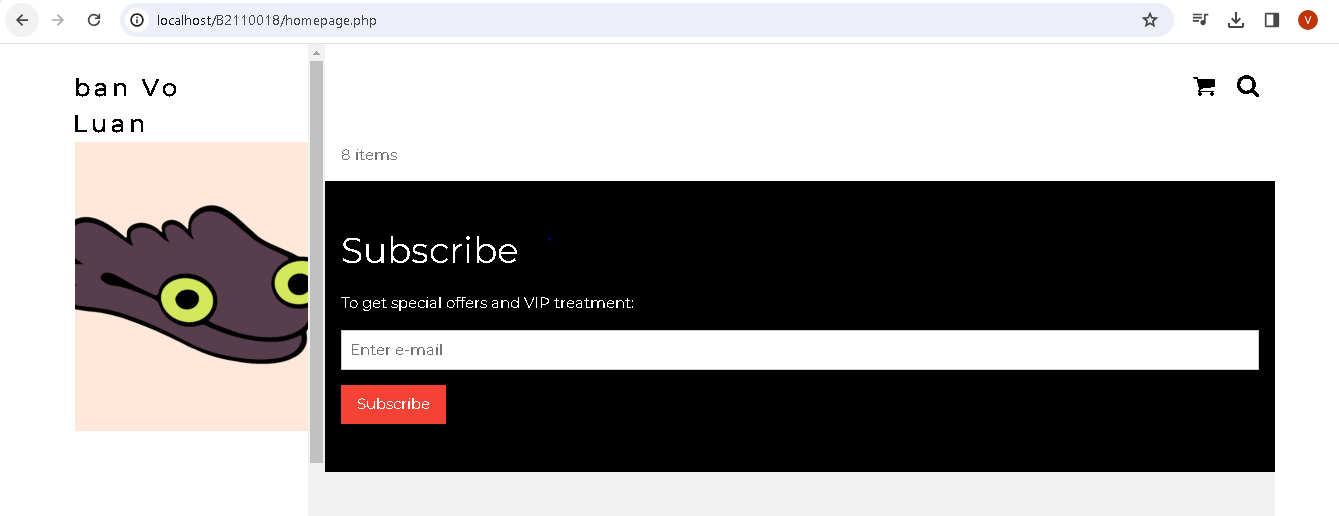 localhost/B2110018/homepage.php
V
ban Vo
Luan
8 items
Subscribe
To get special offers and VIP treatment:
Enter e-mail
Subscribe